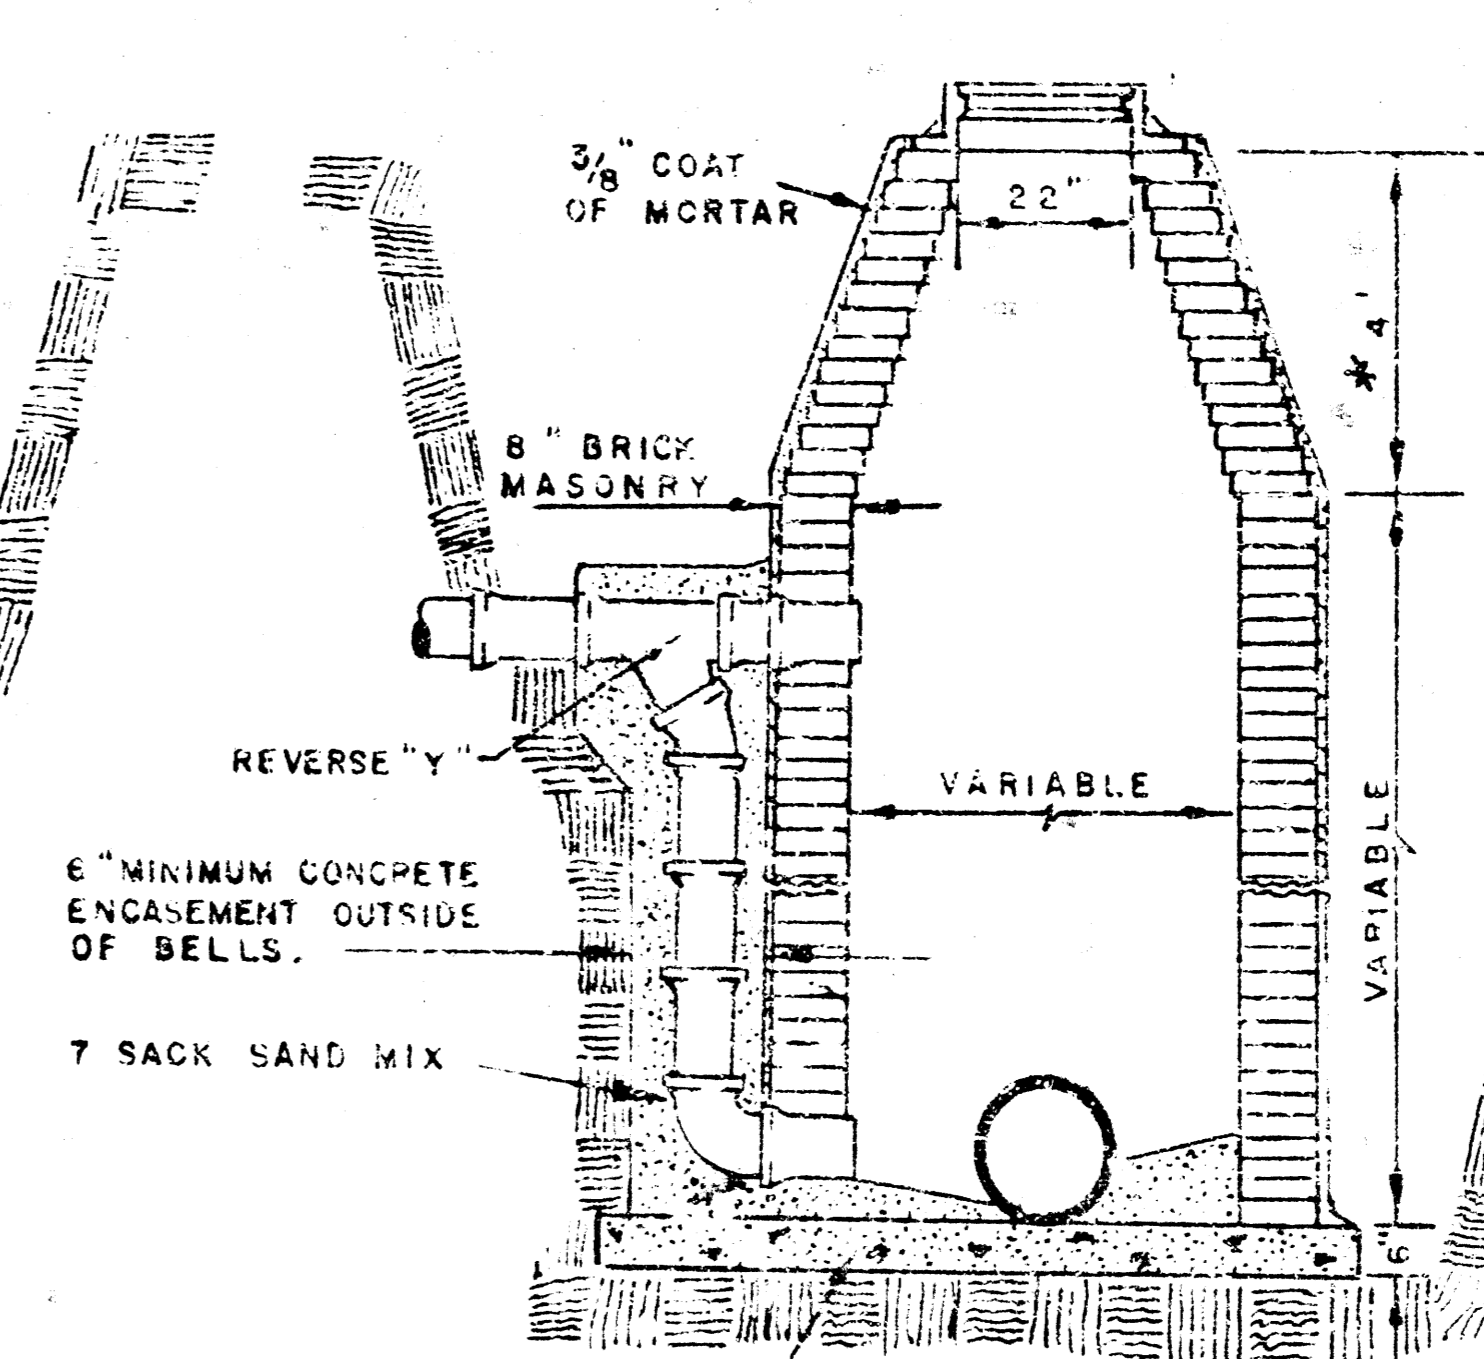 3/8" COAT
OF MORTAR
22"
* 4'
8" BRICK
MASONRY
REVERSE "Y"
VARIABLE
VARIABLE
6" MINIMUM CONCRETE
ENCASEMENT OUTSIDE
OF BELLS.
7 SACK SAND MIX
6"